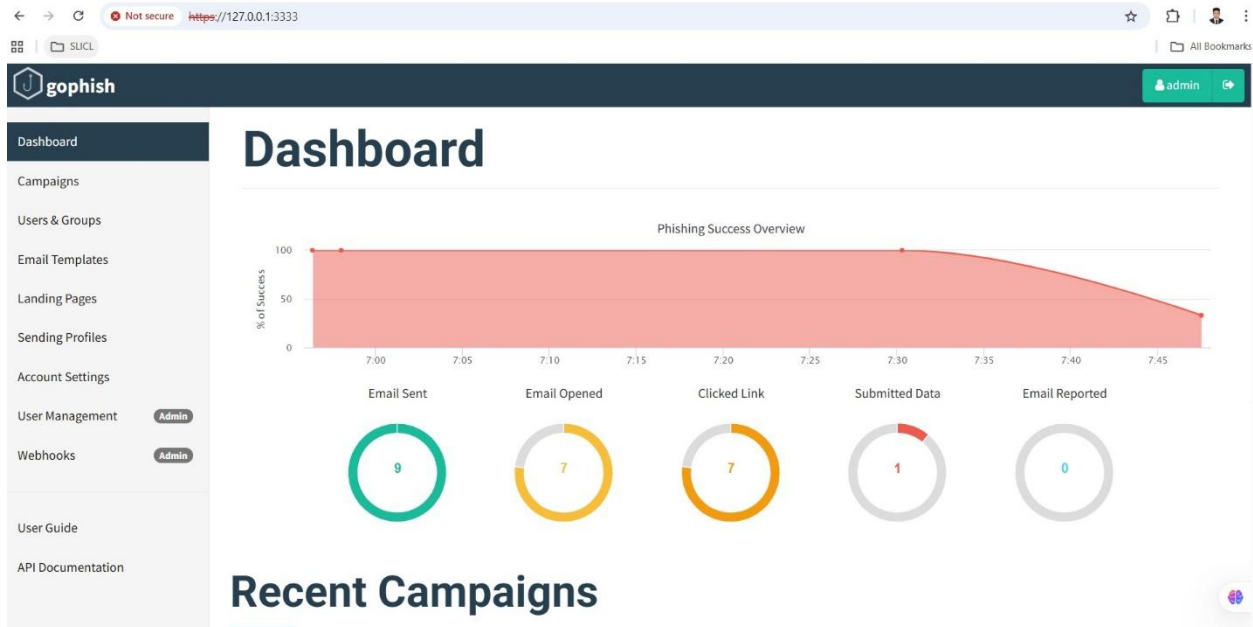 Not secure https://127.0.0.1:3333
SLICL
All Bookmarks
gophish
admin
Dashboard
Campaigns
Users & Groups
Email Templates
Landing Pages
Sending Profiles
Account Settings
User Management Admin
Webhooks Admin
User Guide
API Documentation
Dashboard
Phishing Success Overview
% of Success
100
50
0
7:00 7:05 7:10 7:15 7:20 7:25 7:30 7:35 7:40 7:45
Email Sent Email Opened Clicked Link Submitted Data Email Reported
9 7 7 1 0
Recent Campaigns